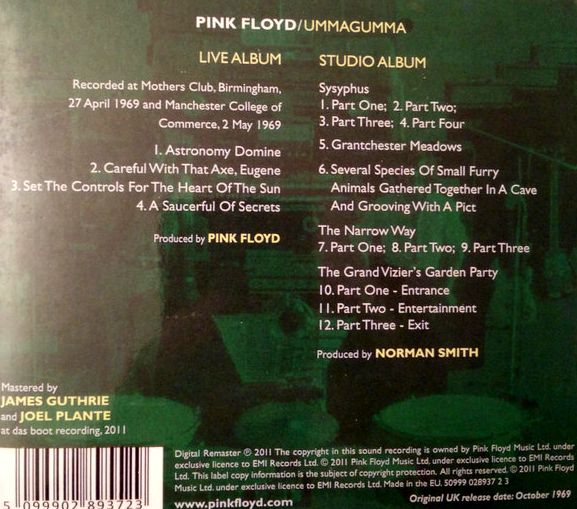 PINK FLOYD/UMMAGUMMA
LIVE ALBUM
Recorded at Mothers Club, Birmingham,
27 April 1969 and Manchester College of
Commerce, 2 May 1969
1. Astronomy Domine
2. Careful With That Axe, Eugene
3. Set The Controls For The Heart Of The Sun
4. A Saucerful Of Secrets
Produced by PINK FLOYD
STUDIO ALBUM
Sysyphus
1. Part One; 2. Part Two;
3. Part Three; 4. Part Four
5. Grantchester Meadows
6. Several Species Of Small Furry
Animals Gathered Together In A Cave
And Grooving With A Pict
The Narrow Way
7. Part One; 8. Part Two; 9. Part Three
The Grand Vizier's Garden Party
10. Part One - Entrance
11. Part Two - Entertainment
12. Part Three - Exit
Produced by NORMAN SMITH
Mastered by
JAMES GUTHRIE
and JOEL PLANTE
at das boot recording, 2011
5 099902 893723
Digital Remaster ℗ 2011 The copyright in this sound recording is owned by Pink Floyd Music Ltd. under
exclusive licence to EMI Records Ltd. © 2011 Pink Floyd Music Ltd. under exclusive licence to EMI Records
Ltd. This label copy information is the subject of copyright protection. All rights reserved. © 2011 Pink Floyd
Music Ltd. under exclusive licence to EMI Records Ltd. Made in the EU. 50999 028937 2 3
www.pinkfloyd.com
Original UK release date: October 1969